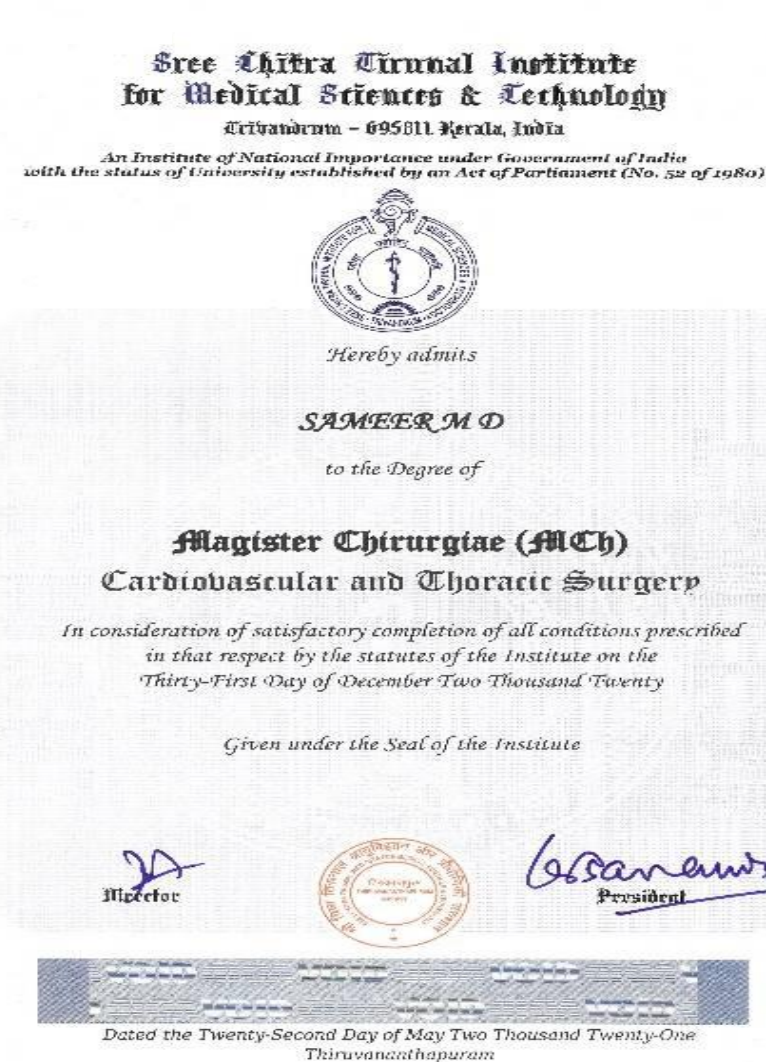 Sree Chitra Tirunal Institute
for Medical Sciences & Technology
Trivandrum – 695011 Kerala, India
An Institute of National Importance under Government of India
with the status of University established by an Act of Parliament (No. 52 of 1980)
Hereby admits
SAMEER M D
to the Degree of
Magister Chirurgiae (MCh)
Cardiovascular and Thoracic Surgery
In consideration of satisfactory completion of all conditions prescribed
in that respect by the statutes of the Institute on the
Thirty-First Day of December Two Thousand Twenty
Given under the Seal of the Institute
Director
President
Dated the Twenty-Second Day of May Two Thousand Twenty-One
Thiruvananthapuram